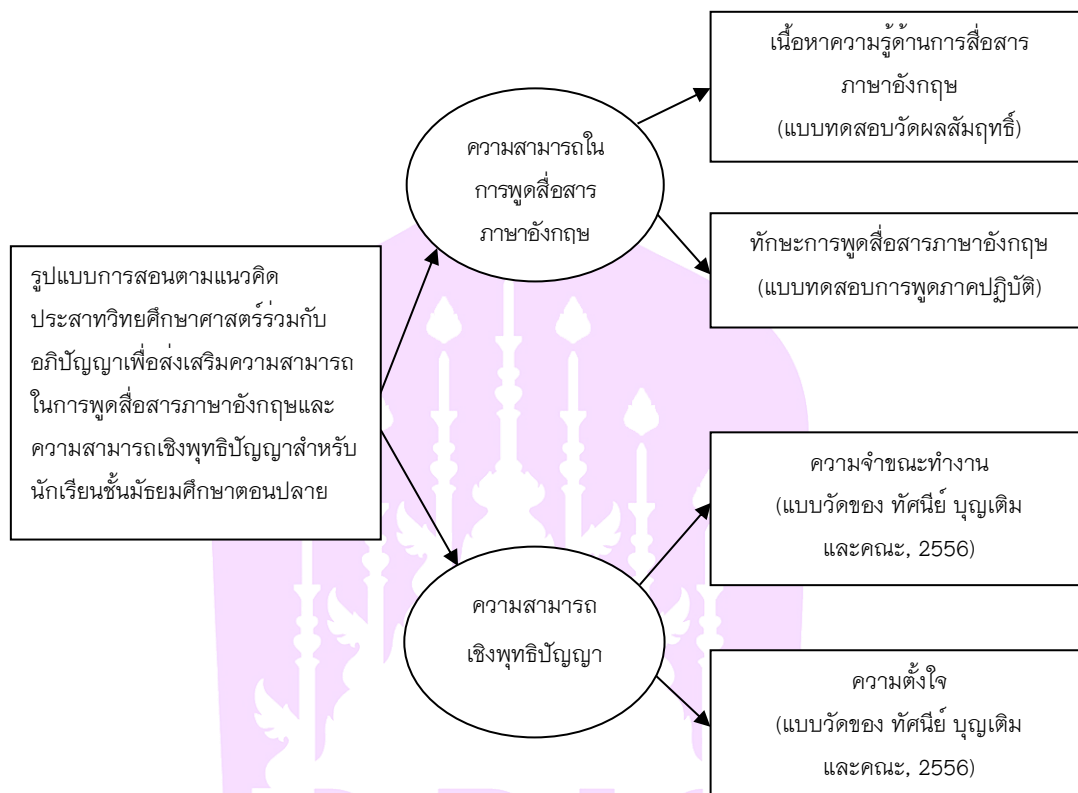 รูปแบบการสอนตามแนวคิด
ประสาทวิทยศึกษาศาสตร์ร่วมกับ
อภิปัญญาเพื่อส่งเสริมความสามารถ
ในการพูดสื่อสารภาษาอังกฤษและ
ความสามารถเชิงพุทธิปัญญาสำหรับ
นักเรียนชั้นมัธยมศึกษาตอนปลาย
ความสามารถใน
การพูดสื่อสาร
ภาษาอังกฤษ
เนื้อหาความรู้ด้านการสื่อสาร
ภาษาอังกฤษ
(แบบทดสอบวัดผลสัมฤทธิ์)
ทักษะการพูดสื่อสารภาษาอังกฤษ
(แบบทดสอบการพูดภาคปฏิบัติ)
ความสามารถ
เชิงพุทธิปัญญา
ความจำขณะทำงาน
(แบบวัดของ ทัศนีย์ บุญเติม
และคณะ, 2556)
ความตั้งใจ
(แบบวัดของ ทัศนีย์ บุญเติม
และคณะ, 2556)